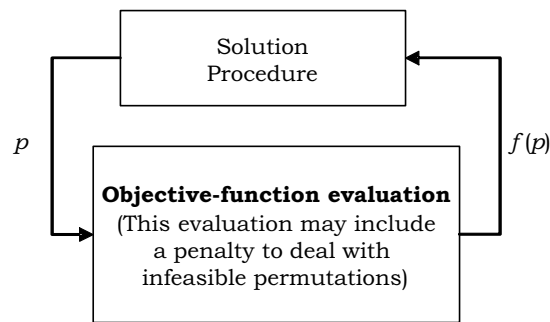 Solution
Procedure
p
f(p)
Objective-function evaluation
(This evaluation may include
a penalty to deal with
infeasible permutations)